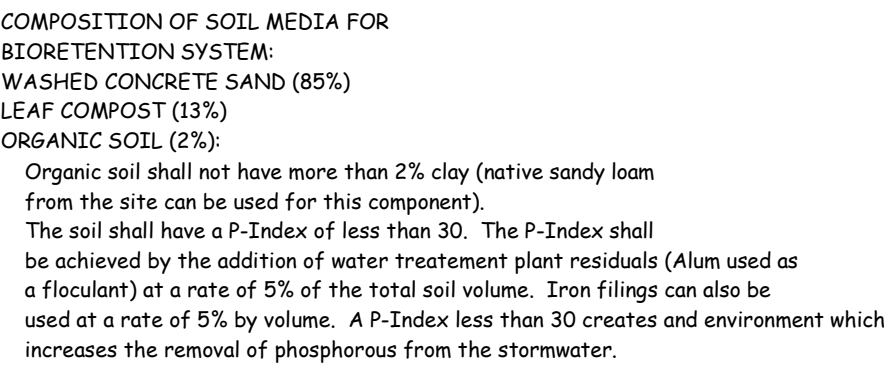 COMPOSITION OF SOIL MEDIA FOR
BIORETENTION SYSTEM:
WASHED CONCRETE SAND (85%)
LEAF COMPOST (13%)
ORGANIC SOIL (2%):
Organic soil shall not have more than 2% clay (native sandy loam
from the site can be used for this component).
The soil shall have a P-Index of less than 30.  The P-Index shall
be achieved by the addition of water treatement plant residuals (Alum used as
a floculant) at a rate of 5% of the total soil volume.  Iron filings can also be
used at a rate of 5% by volume.  A P-Index less than 30 creates and environment which
increases the removal of phosphorous from the stormwater.